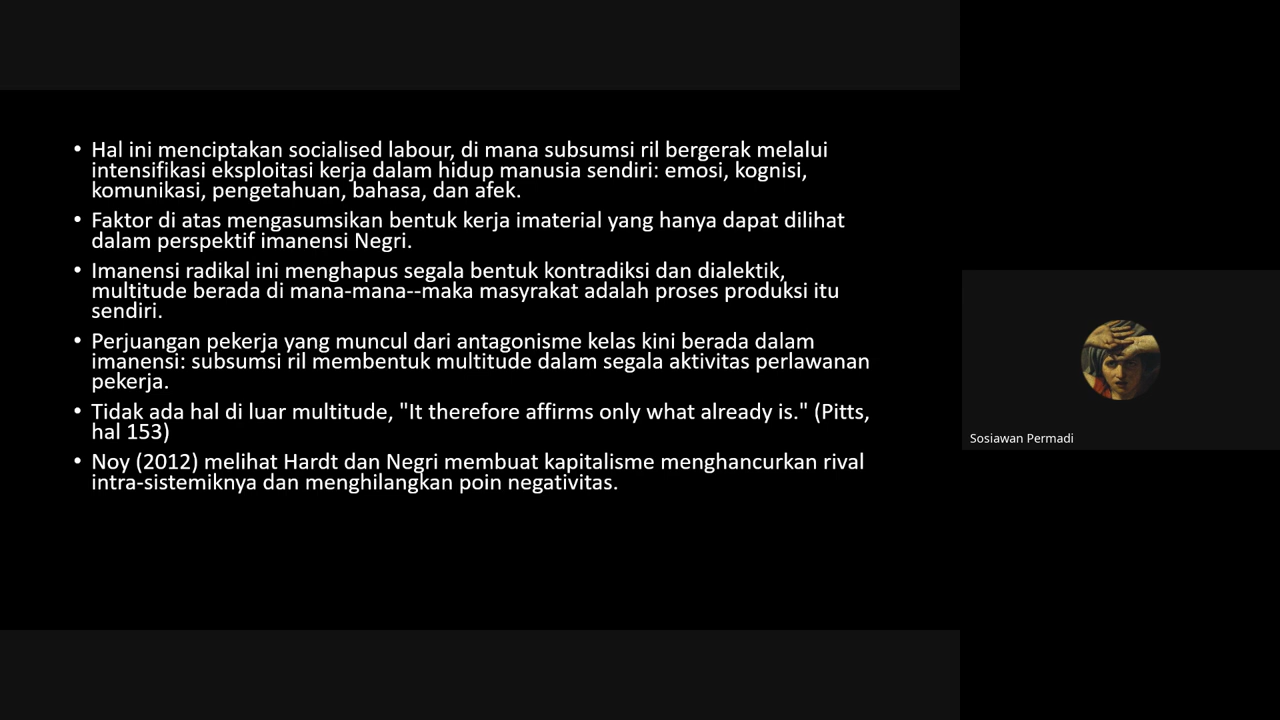 • Hal ini menciptakan socialised labour, di mana subsumsi ril bergerak melalui
intensifikasi eksploitasi kerja dalam hidup manusia sendiri: emosi, kognisi,
komunikasi, pengetahuan, bahasa, dan afek.
• Faktor di atas mengasumsikan bentuk kerja imaterial yang hanya dapat dilihat
dalam perspektif imanensi Negri.
• Imanensi radikal ini menghapus segala bentuk kontradiksi dan dialektik,
multitude berada di mana-mana--maka masyrakat adalah proses produksi itu
sendiri.
• Perjuangan pekerja yang muncul dari antagonisme kelas kini berada dalam
imanensi: subsumsi ril membentuk multitude dalam segala aktivitas perlawanan
pekerja.
• Tidak ada hal di luar multitude, "It therefore affirms only what already is." (Pitts,
hal 153)
• Noy (2012) melihat Hardt dan Negri membuat kapitalisme menghancurkan rival
intra-sistemiknya dan menghilangkan poin negativitas.
Sosiawan Permadi